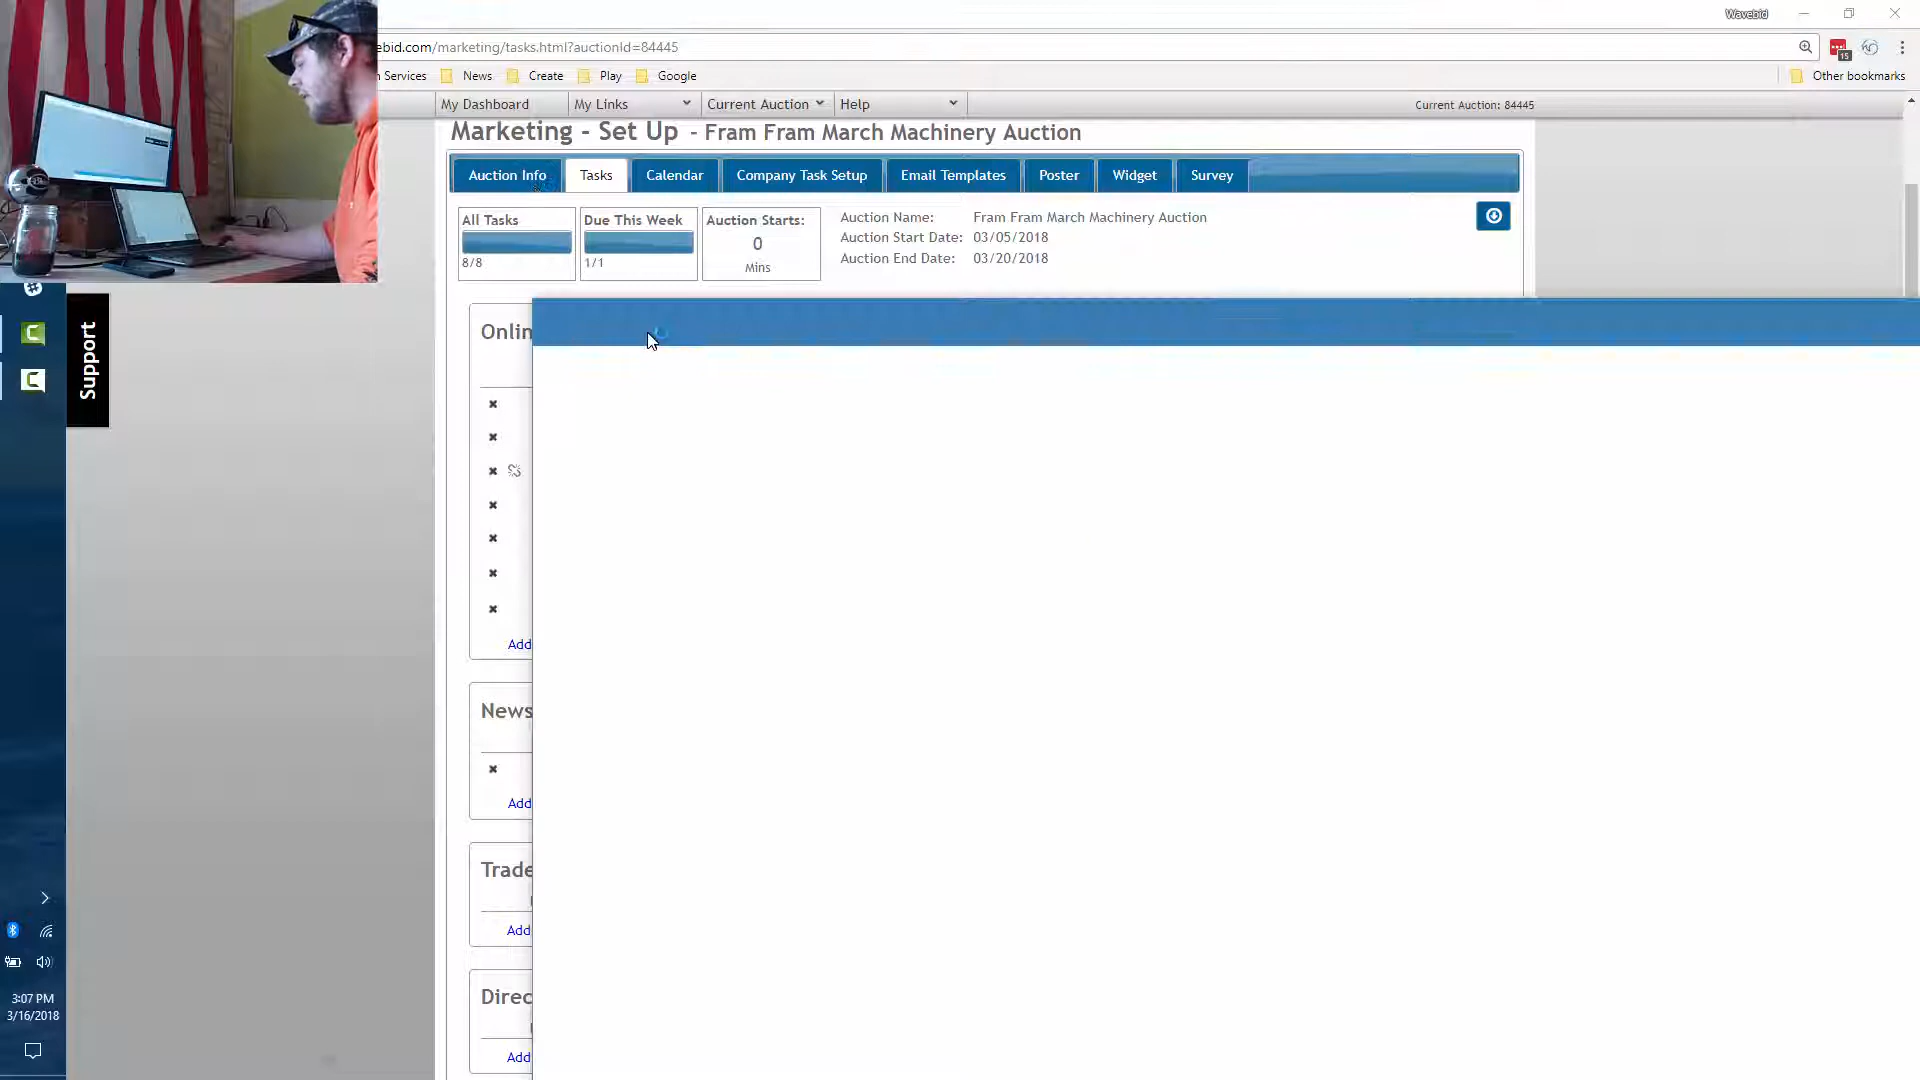 Wavebid
ebid.com/marketing/tasks.html?auctionId=84445
15
n Services News Create Play Google Other bookmarks
My Dashboard My Links Current Auction Help Current Auction: 84445
Marketing - Set Up - Fram Fram March Machinery Auction
Auction Info Tasks Calendar Company Task Setup Email Templates Poster Widget Survey
All Tasks
8/8
Due This Week
1/1
Auction Starts:
0
Mins
Auction Name: Fram Fram March Machinery Auction
Auction Start Date: 03/05/2018
Auction End Date: 03/20/2018
Support
Onlin
Add
News
Add
Trade
Add
Direc
Add
3:07 PM
3/16/2018